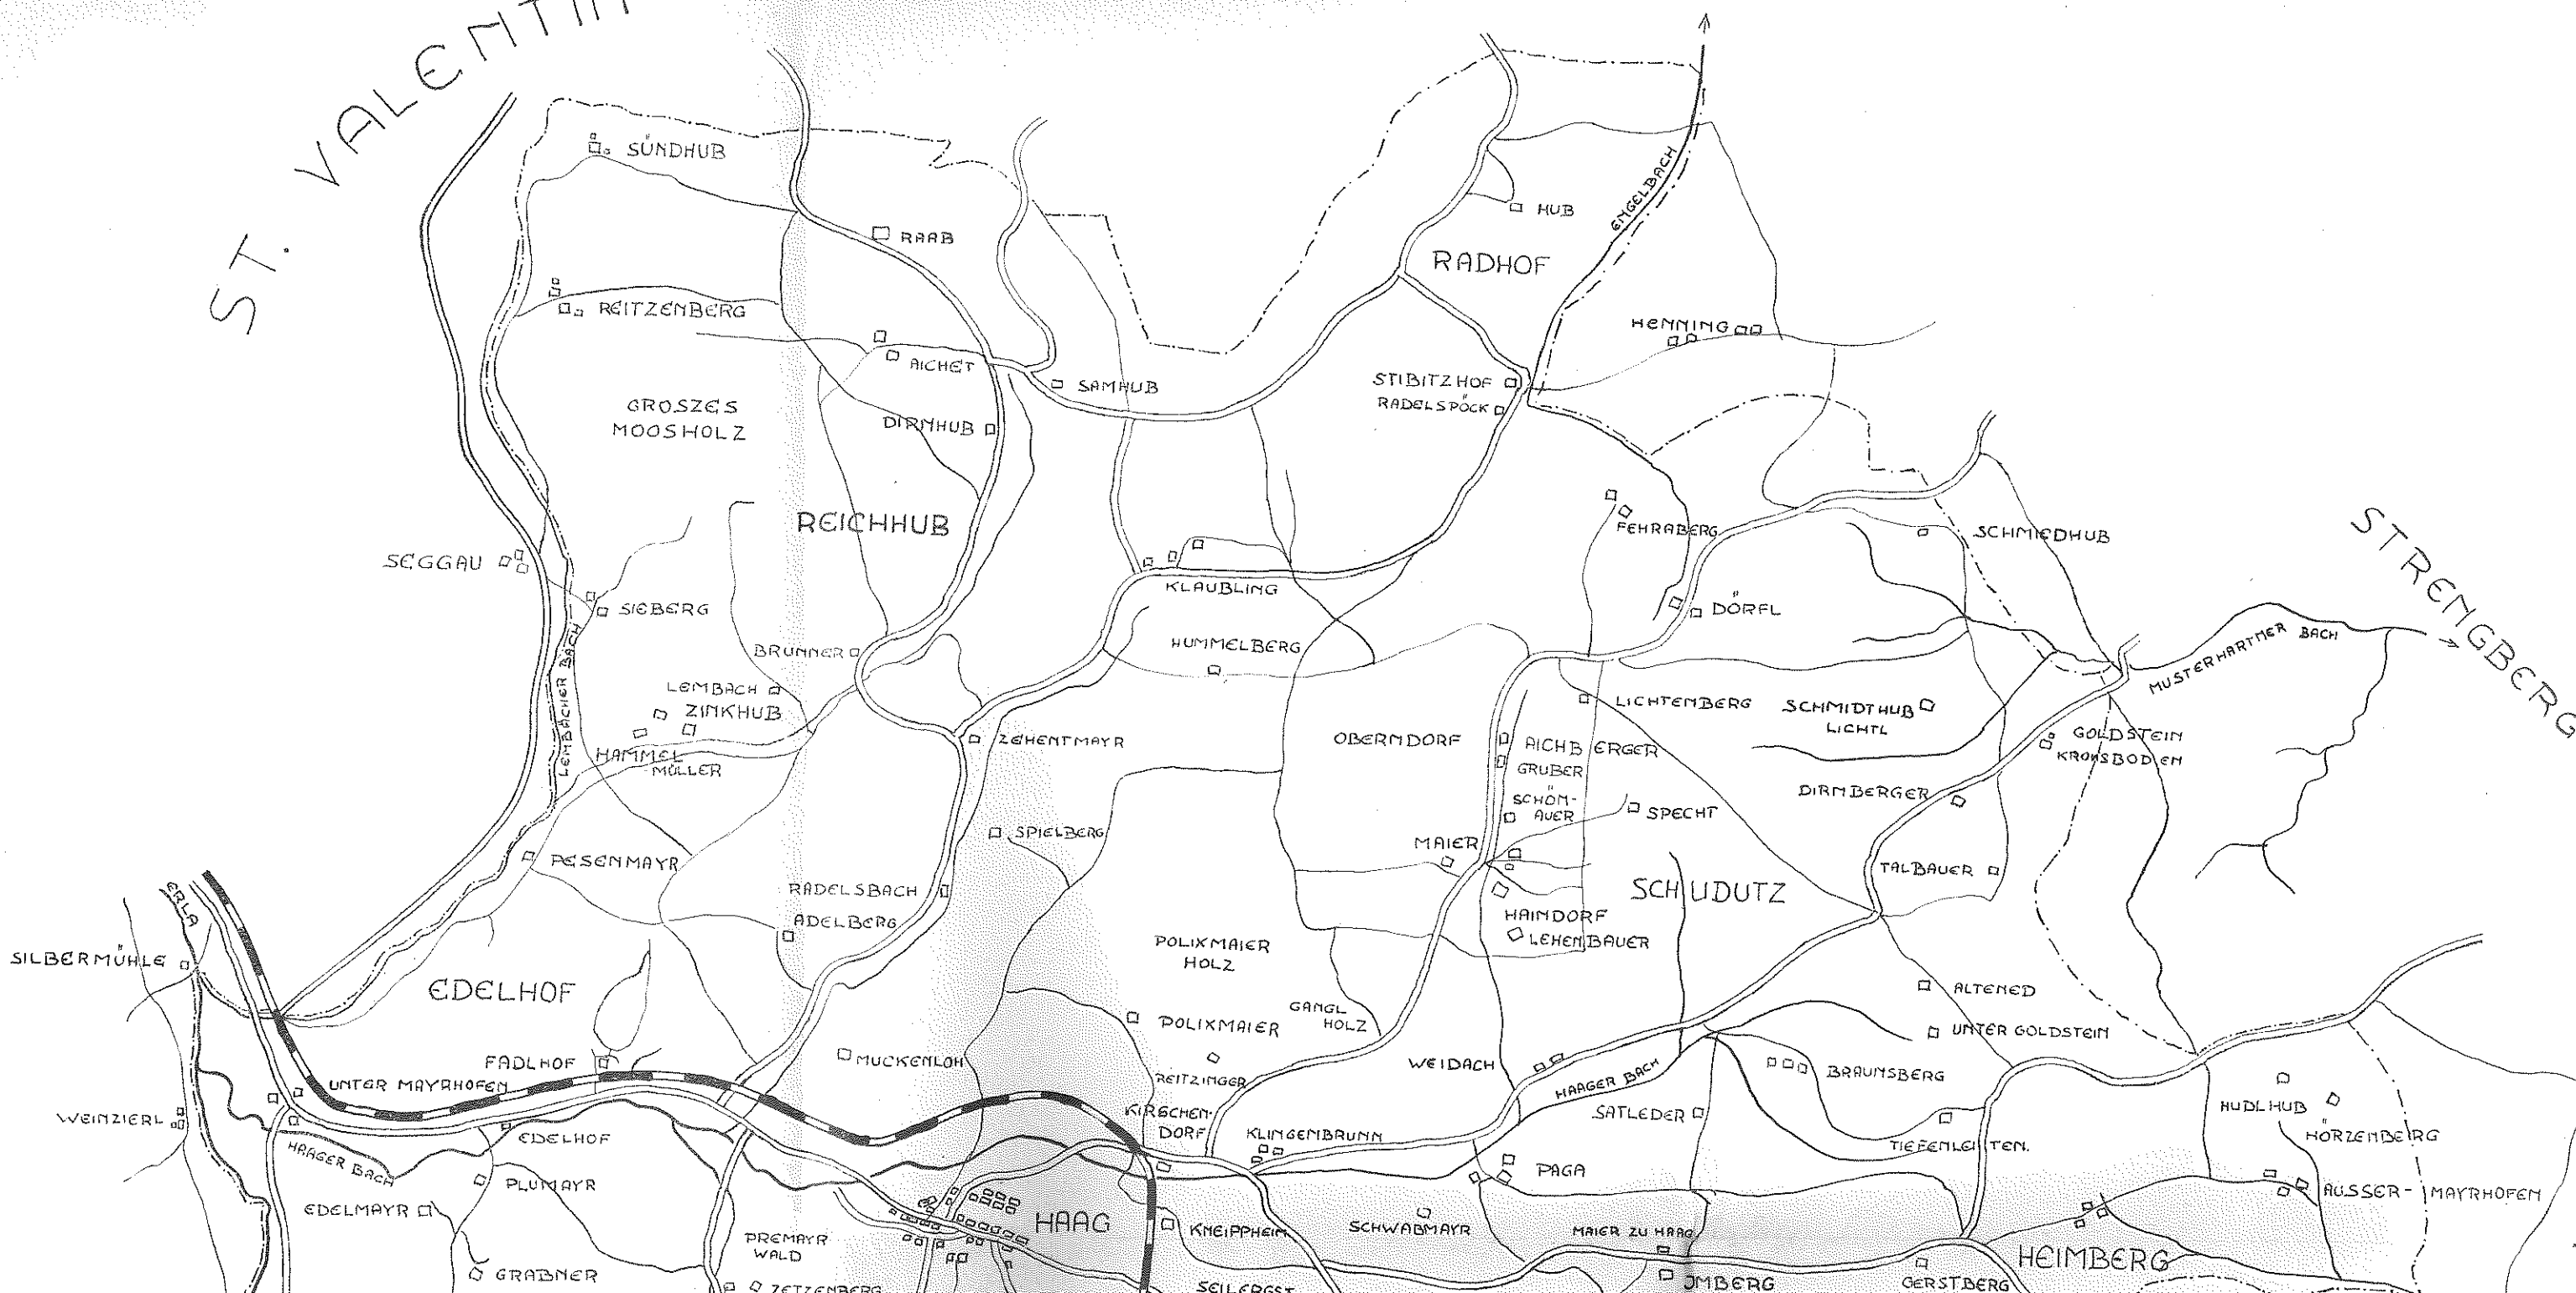 ST. VALENTIN
SÜNDHUB
RAAB
HUB
ENGELBACH
RADHOF
REITZENBERG
HENNING
AICHET
SAMHUB
STIBITZHOF
RADELSPÖCK
GROSZES
MOOSHOLZ
DIRNHUB
REICHHUB
FEHRABERG
SCHMIEDHUB
STRENGBERG
SEGGAU
SIEBERG
KLAUBLING
DÖRFL
LEMBACHER BACH
BRUNNER
HUMMELBERG
MUSTERHARTNER BACH
LEMBACH
ZINKHUB
LICHTENBERG
SCHMIDTHUB
LICHTL
HAMMEL
MÜLLER
ZEHENTMAYR
OBERNDORF
AICHBERGER
GRUBER
GOLDSTEIN
KRONSBODEN
SCHÖN-
AUER
SPECHT
DIRNBERGER
SPIELBERG
MAIER
PESENMAYR
RADELSBACH
ADELBERG
SCHUDUTZ
TALBAUER
HAINDORF
LEHENBAUER
ERLA
SILBERMÜHLE
EDELHOF
POLIXMAIER
HOLZ
ALTENED
GANGL
HOLZ
POLIXMAIER
UNTER GOLDSTEIN
FADLHOF
MUCKENLOH
WEIDACH
BRAUNSBERG
UNTER MAYRHOFEN
REITZINGER
HAAGER BACH
WEINZIERL
KIRSCHEN-
DORF
SATLEDER
HUDLHUB
HÖRZENBERG
EDELHOF
KLINGENBRUNN
TIEFENLEITEN.
HAAGER BACH
PLUMAYR
PAGA
AUSSER-MAYRHOFEN
EDELMAYR
HAAG
KNEIPPHEIM
SCHWABMAYR
MAIER ZU HAAG
PREMAYR
WALD
HEIMBERG
GRABNER
ZETZENBERG
SEILERGST.
JMBERG
GERSTBERG